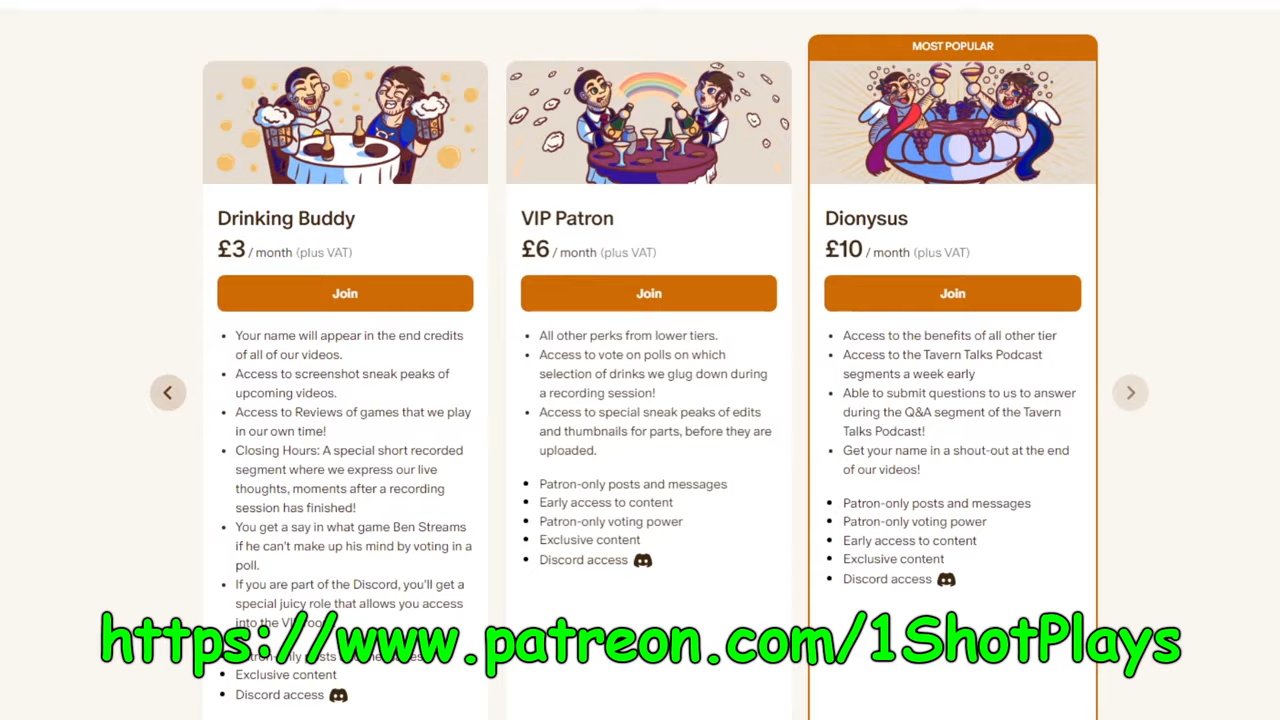 MOST POPULAR
Drinking Buddy
£3 / month (plus VAT)
Join
Your name will appear in the end credits
of all of our videos.
Access to screenshot sneak peaks of
upcoming videos.
Access to Reviews of games that we play
in our own time!
Closing Hours: A special short recorded
segment where we express our live
thoughts, moments after a recording
session has finished!
You get a say in what game Ben Streams
if he can't make up his mind by voting in a
poll.
If you are part of the Discord, you'll get a
special juicy role that allows you access
into the
Exclusive content
Discord access
VIP Patron
£6 / month (plus VAT)
Join
All other perks from lower tiers.
Access to vote on polls on which
selection of drinks we glug down during
a recording session!
Access to special sneak peaks of edits
and thumbnails for parts, before they are
uploaded.
Patron-only posts and messages
Early access to content
Patron-only voting power
Exclusive content
Discord access
Dionysus
£10 / month (plus VAT)
Join
Access to the benefits of all other tier
Access to the Tavern Talks Podcast
segments a week early
Able to submit questions to us to answer
during the Q&A segment of the Tavern
Talks Podcast!
Get your name in a shout-out at the end
of our videos!
Patron-only posts and messages
Patron-only voting power
Early access to content
Exclusive content
Discord access
https://www.patreon.com/1ShotPlays